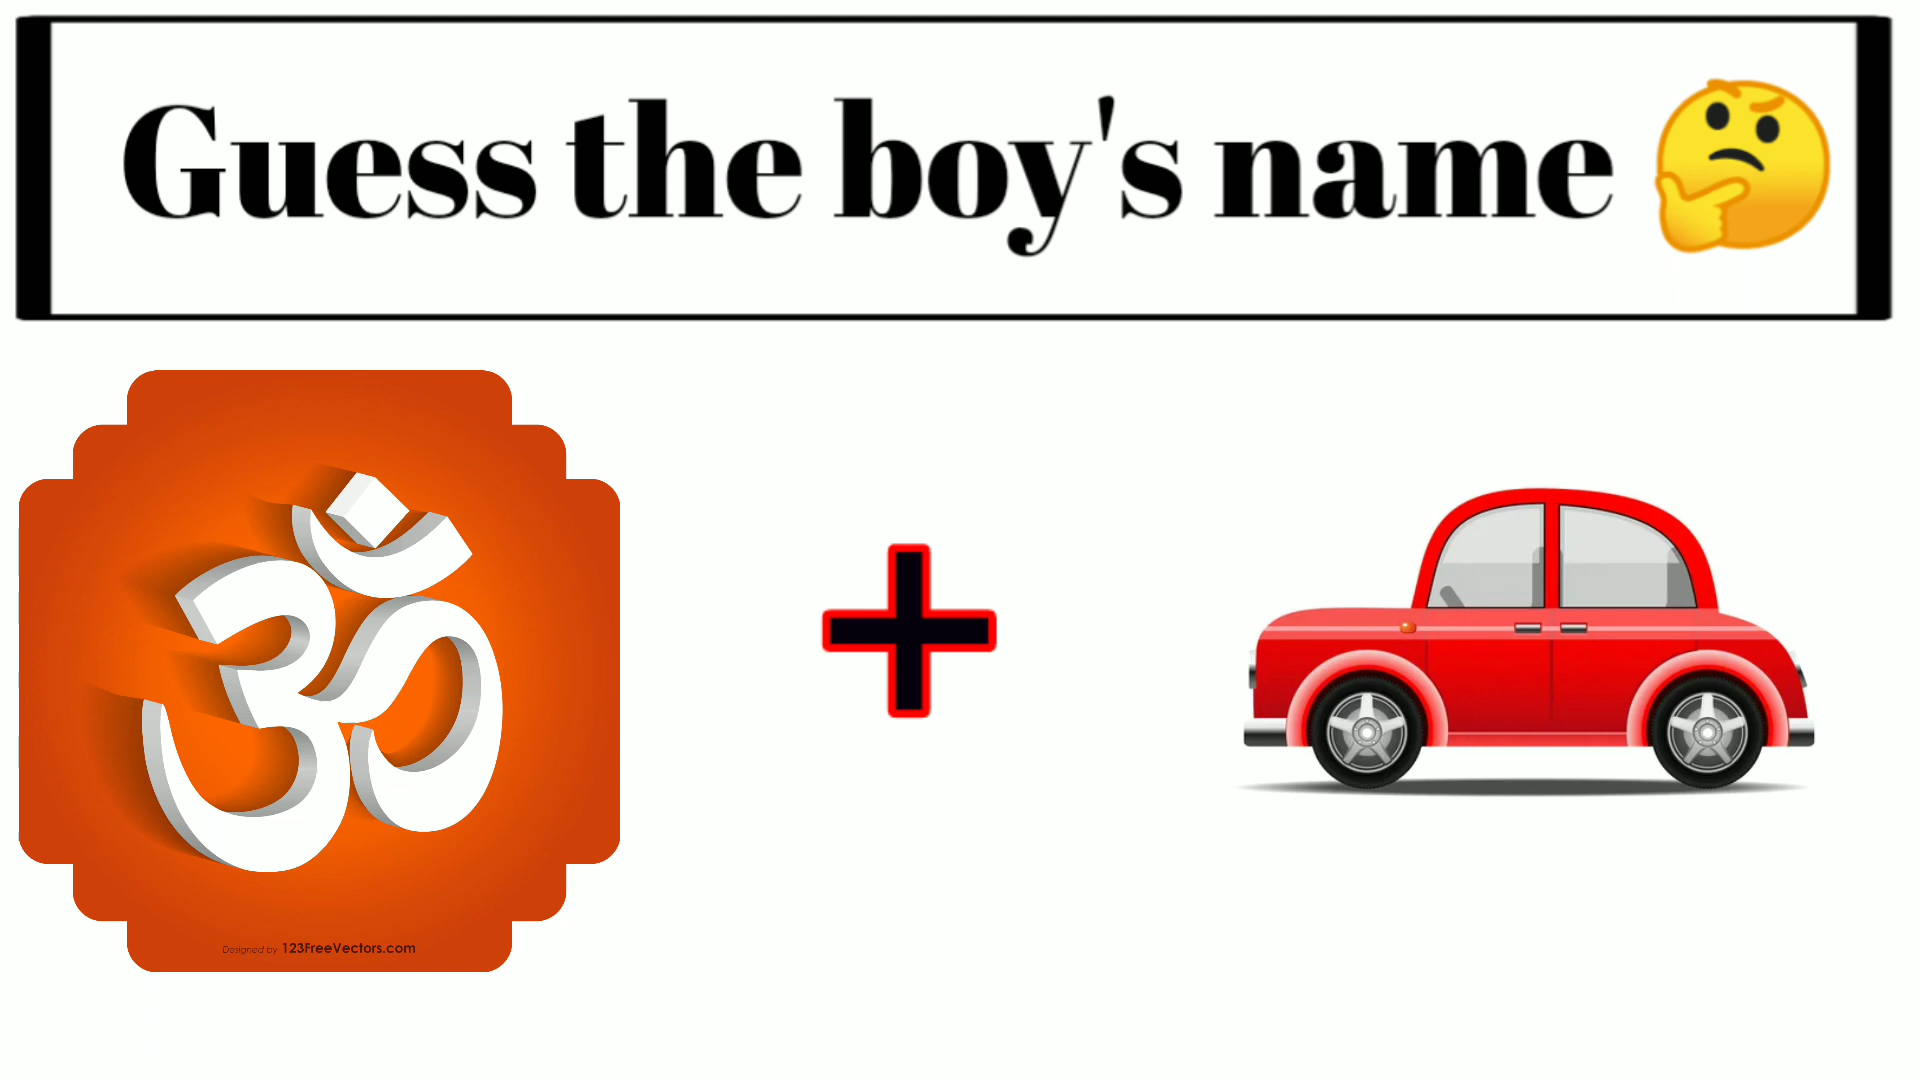 Guess the boy's name 🤔
ॐ
Designed by 123FreeVectors.com